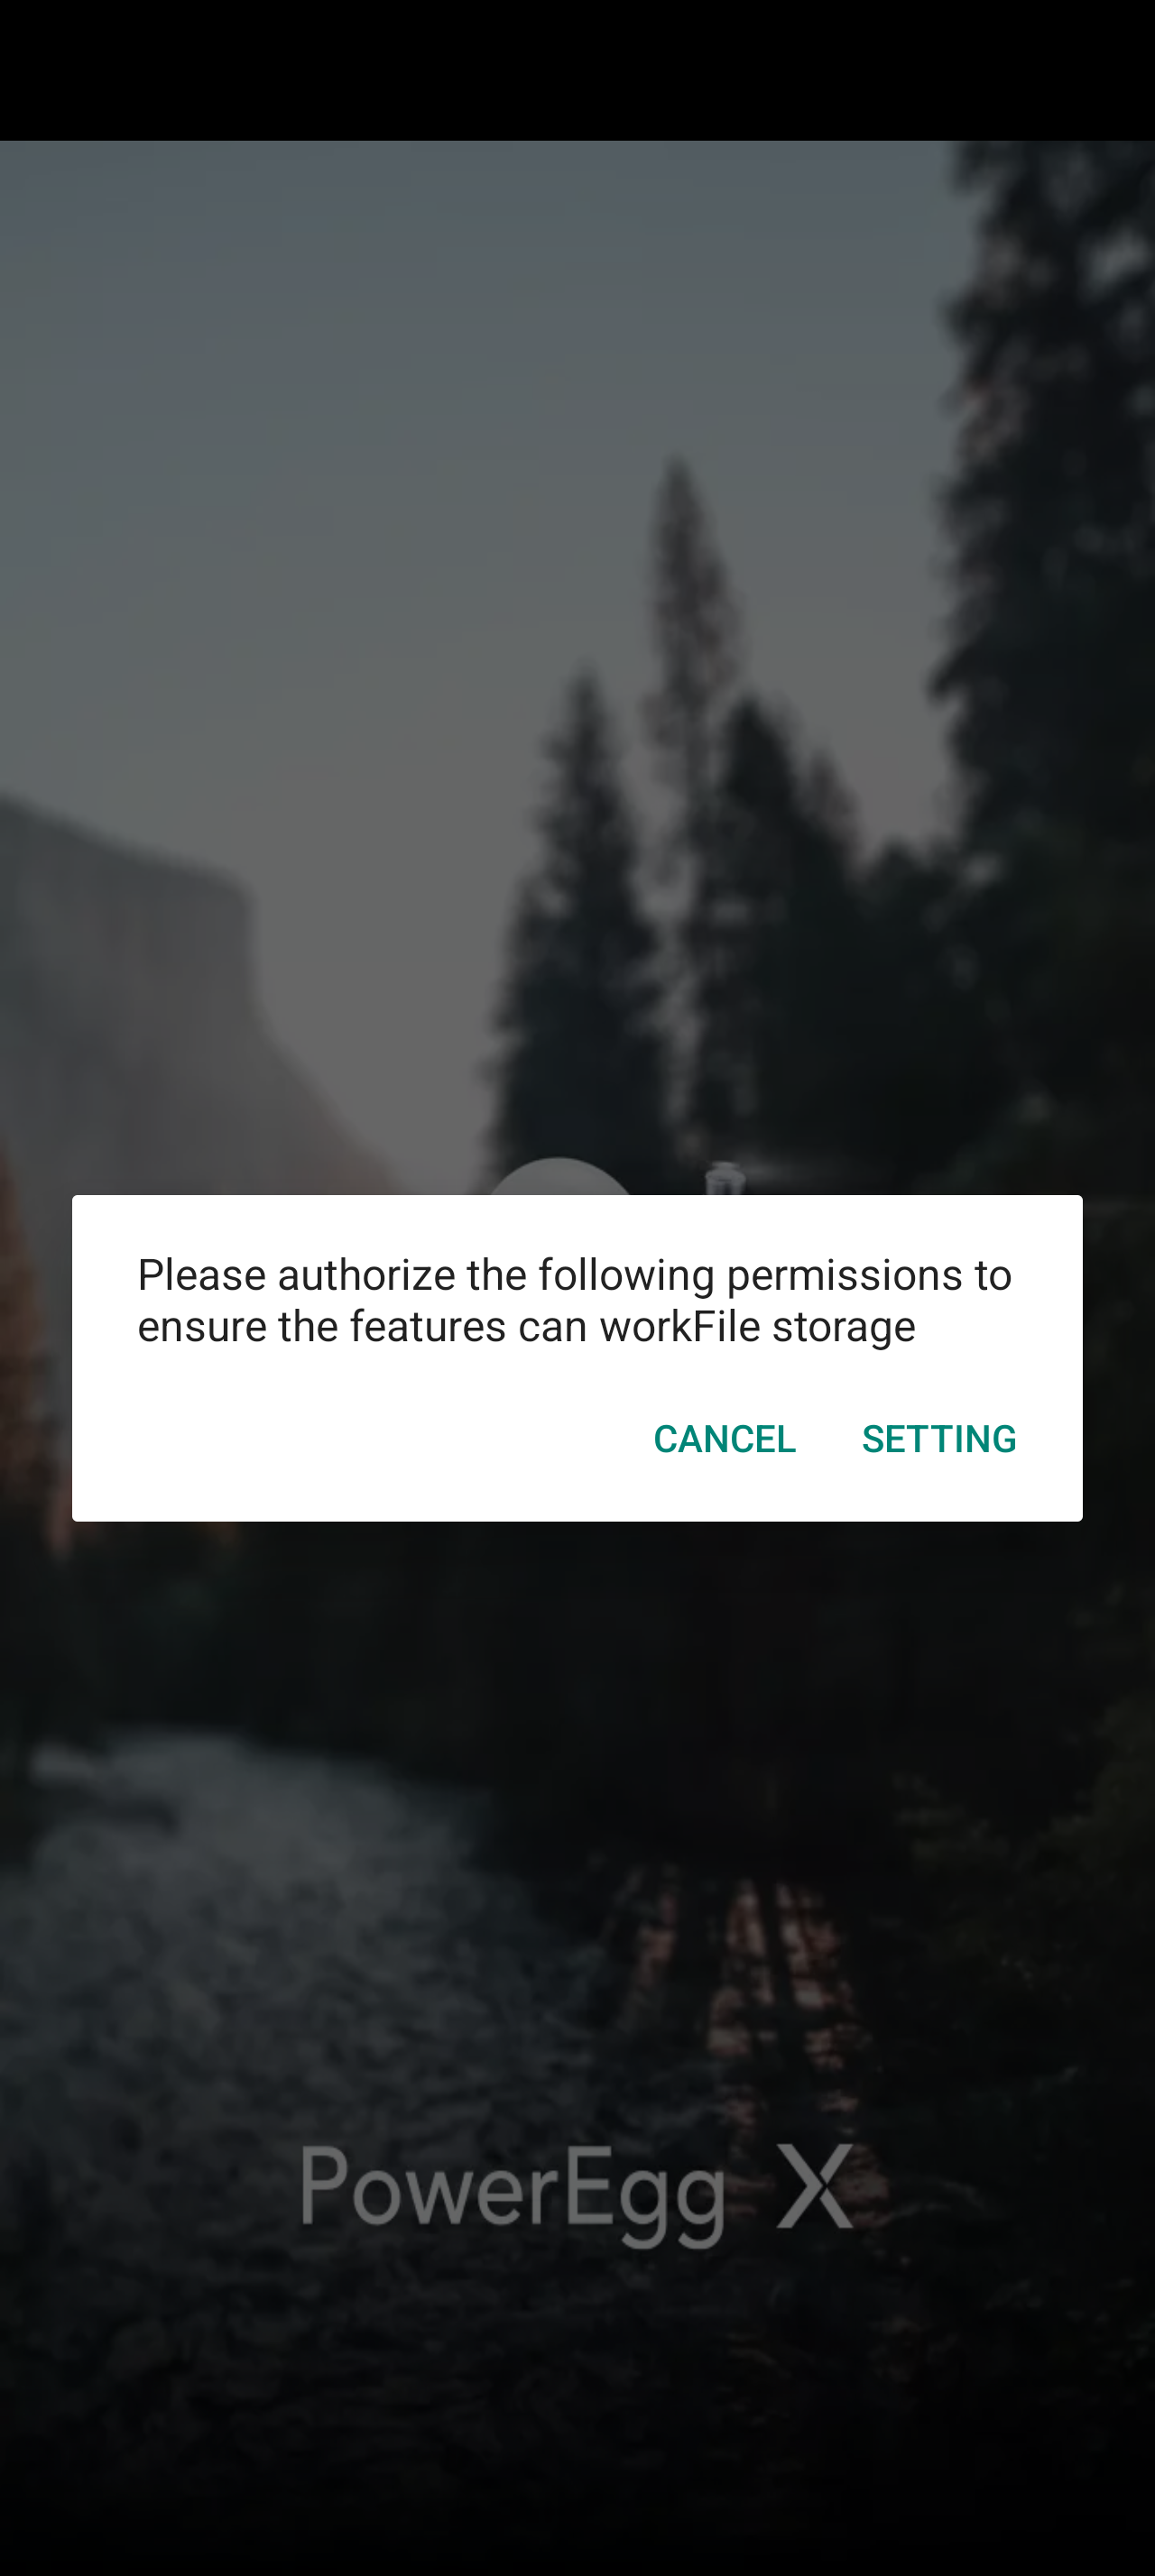 Please authorize the following permissions to
ensure the features can workFile storage
CANCEL SETTING
PowerEgg X